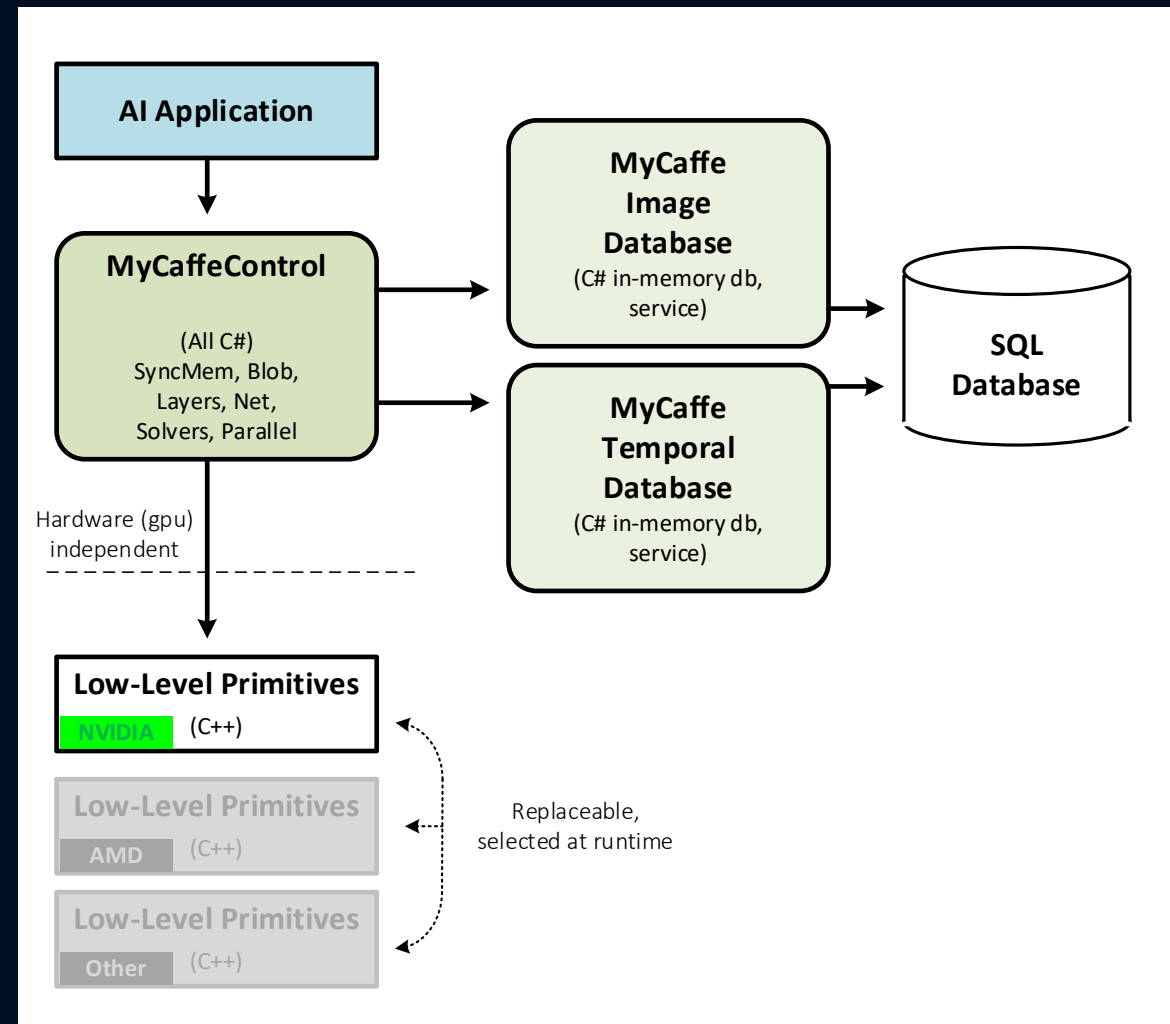 AI Application
MyCaffeControl
(All C#)
SyncMem, Blob,
Layers, Net,
Solvers, Parallel
MyCaffe
Image
Database
(C# in-memory db,
service)
MyCaffe
Temporal
Database
(C# in-memory db,
service)
SQL
Database
Hardware (gpu)
independent
Low-Level Primitives
NVIDIA (C++)
Low-Level Primitives
AMD (C++)
Low-Level Primitives
Other (C++)
Replaceable,
selected at runtime